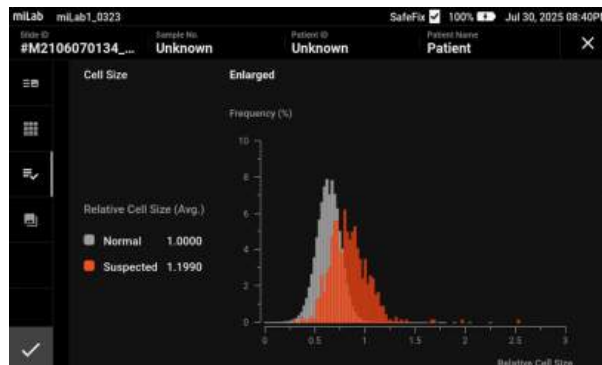 miLab miLab1_0323 SafeFix 100% Jul 30, 2025 08:40P
Slide ID Sample No. Patient ID Patient Name
#M2106070134_... Unknown Unknown Patient
Cell Size Enlarged
Frequency (%)
10
8
6
4
2
0
Relative Cell Size (Avg.)
Normal 1.0000
Suspected 1.1990
0 0.5 1 1.5 2 2.5 3
Relative Cell Size